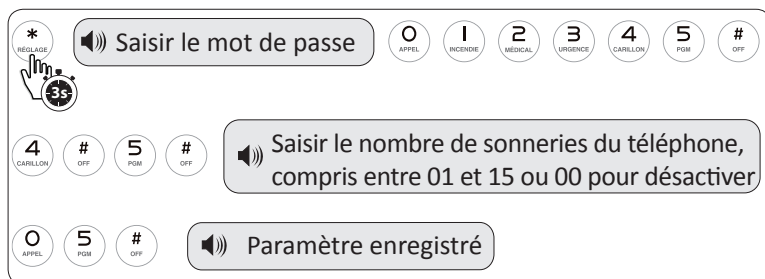 * RÉGLAGE Saisir le mot de passe 0 APPEL 1 INCENDIE 2 MÉDICAL 3 URGENCE 4 CARILLON 5 PGM # OFF
3s
4 CARILLON # OFF 5 PGM # OFF Saisir le nombre de sonneries du téléphone,
compris entre 01 et 15 ou 00 pour désactiver
0 APPEL 5 PGM # OFF Paramètre enregistré